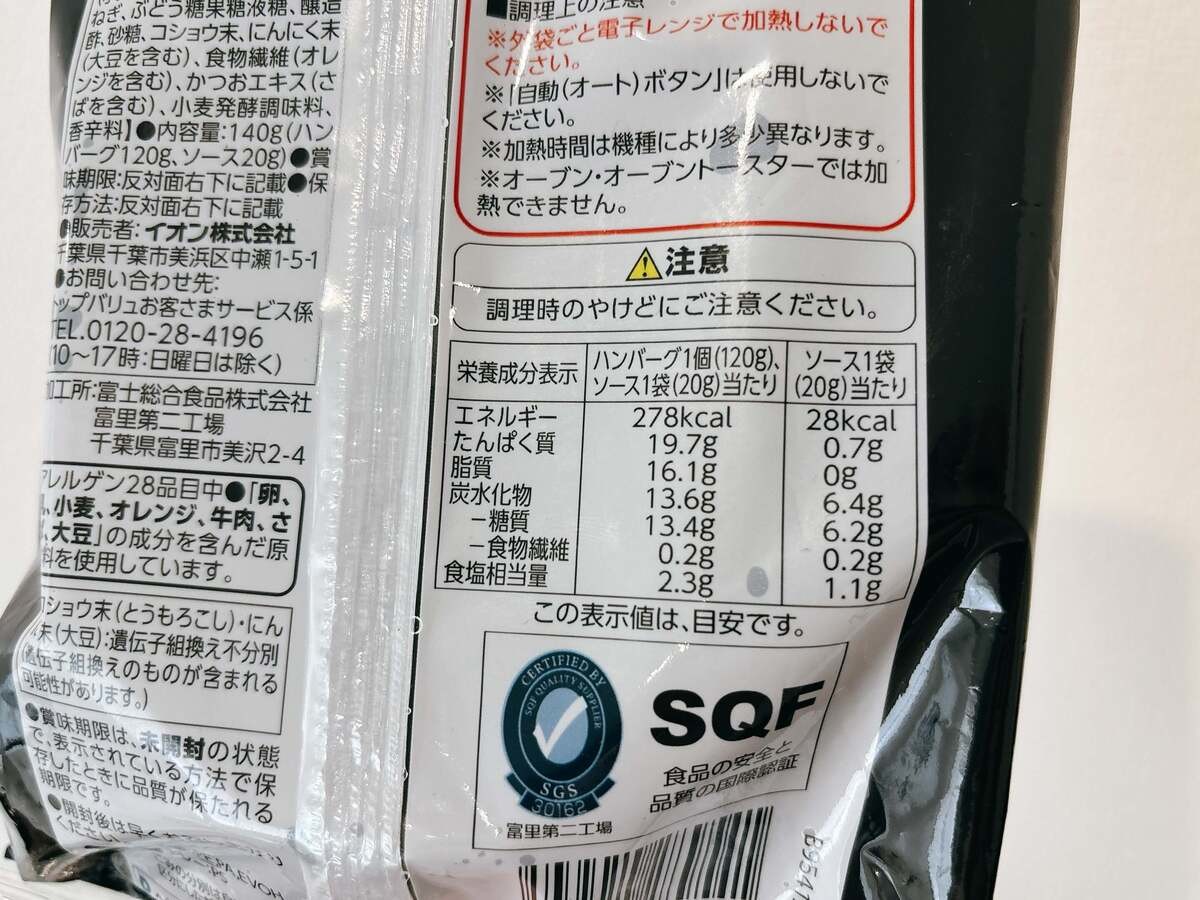 ねぎ、ぶどう糖果糖液糖、醸造
酢、砂糖、コショウ末、にんにく末
(大豆を含む)、食物繊維(オレ
ンジを含む)、かつおエキス(さ
ばを含む)、小麦発酵調味料、
香辛料】●内容量:140g(ハン
バーグ120g、ソース20g)●賞
味期限:反対面右下に記載●保
存方法:反対面右下に記載
●販売者:イオン株式会社
千葉県千葉市美浜区中瀬1-5-1
●お問い合わせ先:
トップバリュお客さまサービス係
TEL.0120-28-4196
(10～17時:日曜日は除く)
加工所:富士総合食品株式会社
富里第二工場
千葉県富里市美沢2-4
アレルゲン28品目中●「卵、
小麦、オレンジ、牛肉、さ
、大豆」の成分を含んだ原
料を使用しています。
コショウ末(とうもろこし)・にん
末(大豆):遺伝子組換え不分別
(遺伝子組換えのものが含まれる
可能性があります。)
●賞味期限は、未開封の状態
で、表示されている方法で保
存したときに品質が保たれる
期限です。
●開封後は
ください
■調理上の注意
※外袋ごと電子レンジで加熱しないで
ください。
※「自動(オート)ボタン」は使用しないで
ください。
※加熱時間は機種により多少異なります。
※オーブン・オーブントースターでは加
熱できません。
注意
調理時のやけどにご注意ください。
栄養成分表示 ハンバーグ1個(120g)、ソース1袋(20g)当たり ソース1袋(20g)当たり
エネルギー 278kcal 28kcal
たんぱく質 19.7g 0.7g
脂質 16.1g 0g
炭水化物 13.6g 6.4g
－糖質 13.4g 6.2g
－食物繊維 0.2g 0.2g
食塩相当量 2.3g 1.1g
この表示値は、目安です。
CERTIFIED BY
SQF QUALITY SUPPLIER
SGS
30162
富里第二工場
SQF
食品の安全と
品質の国際認証